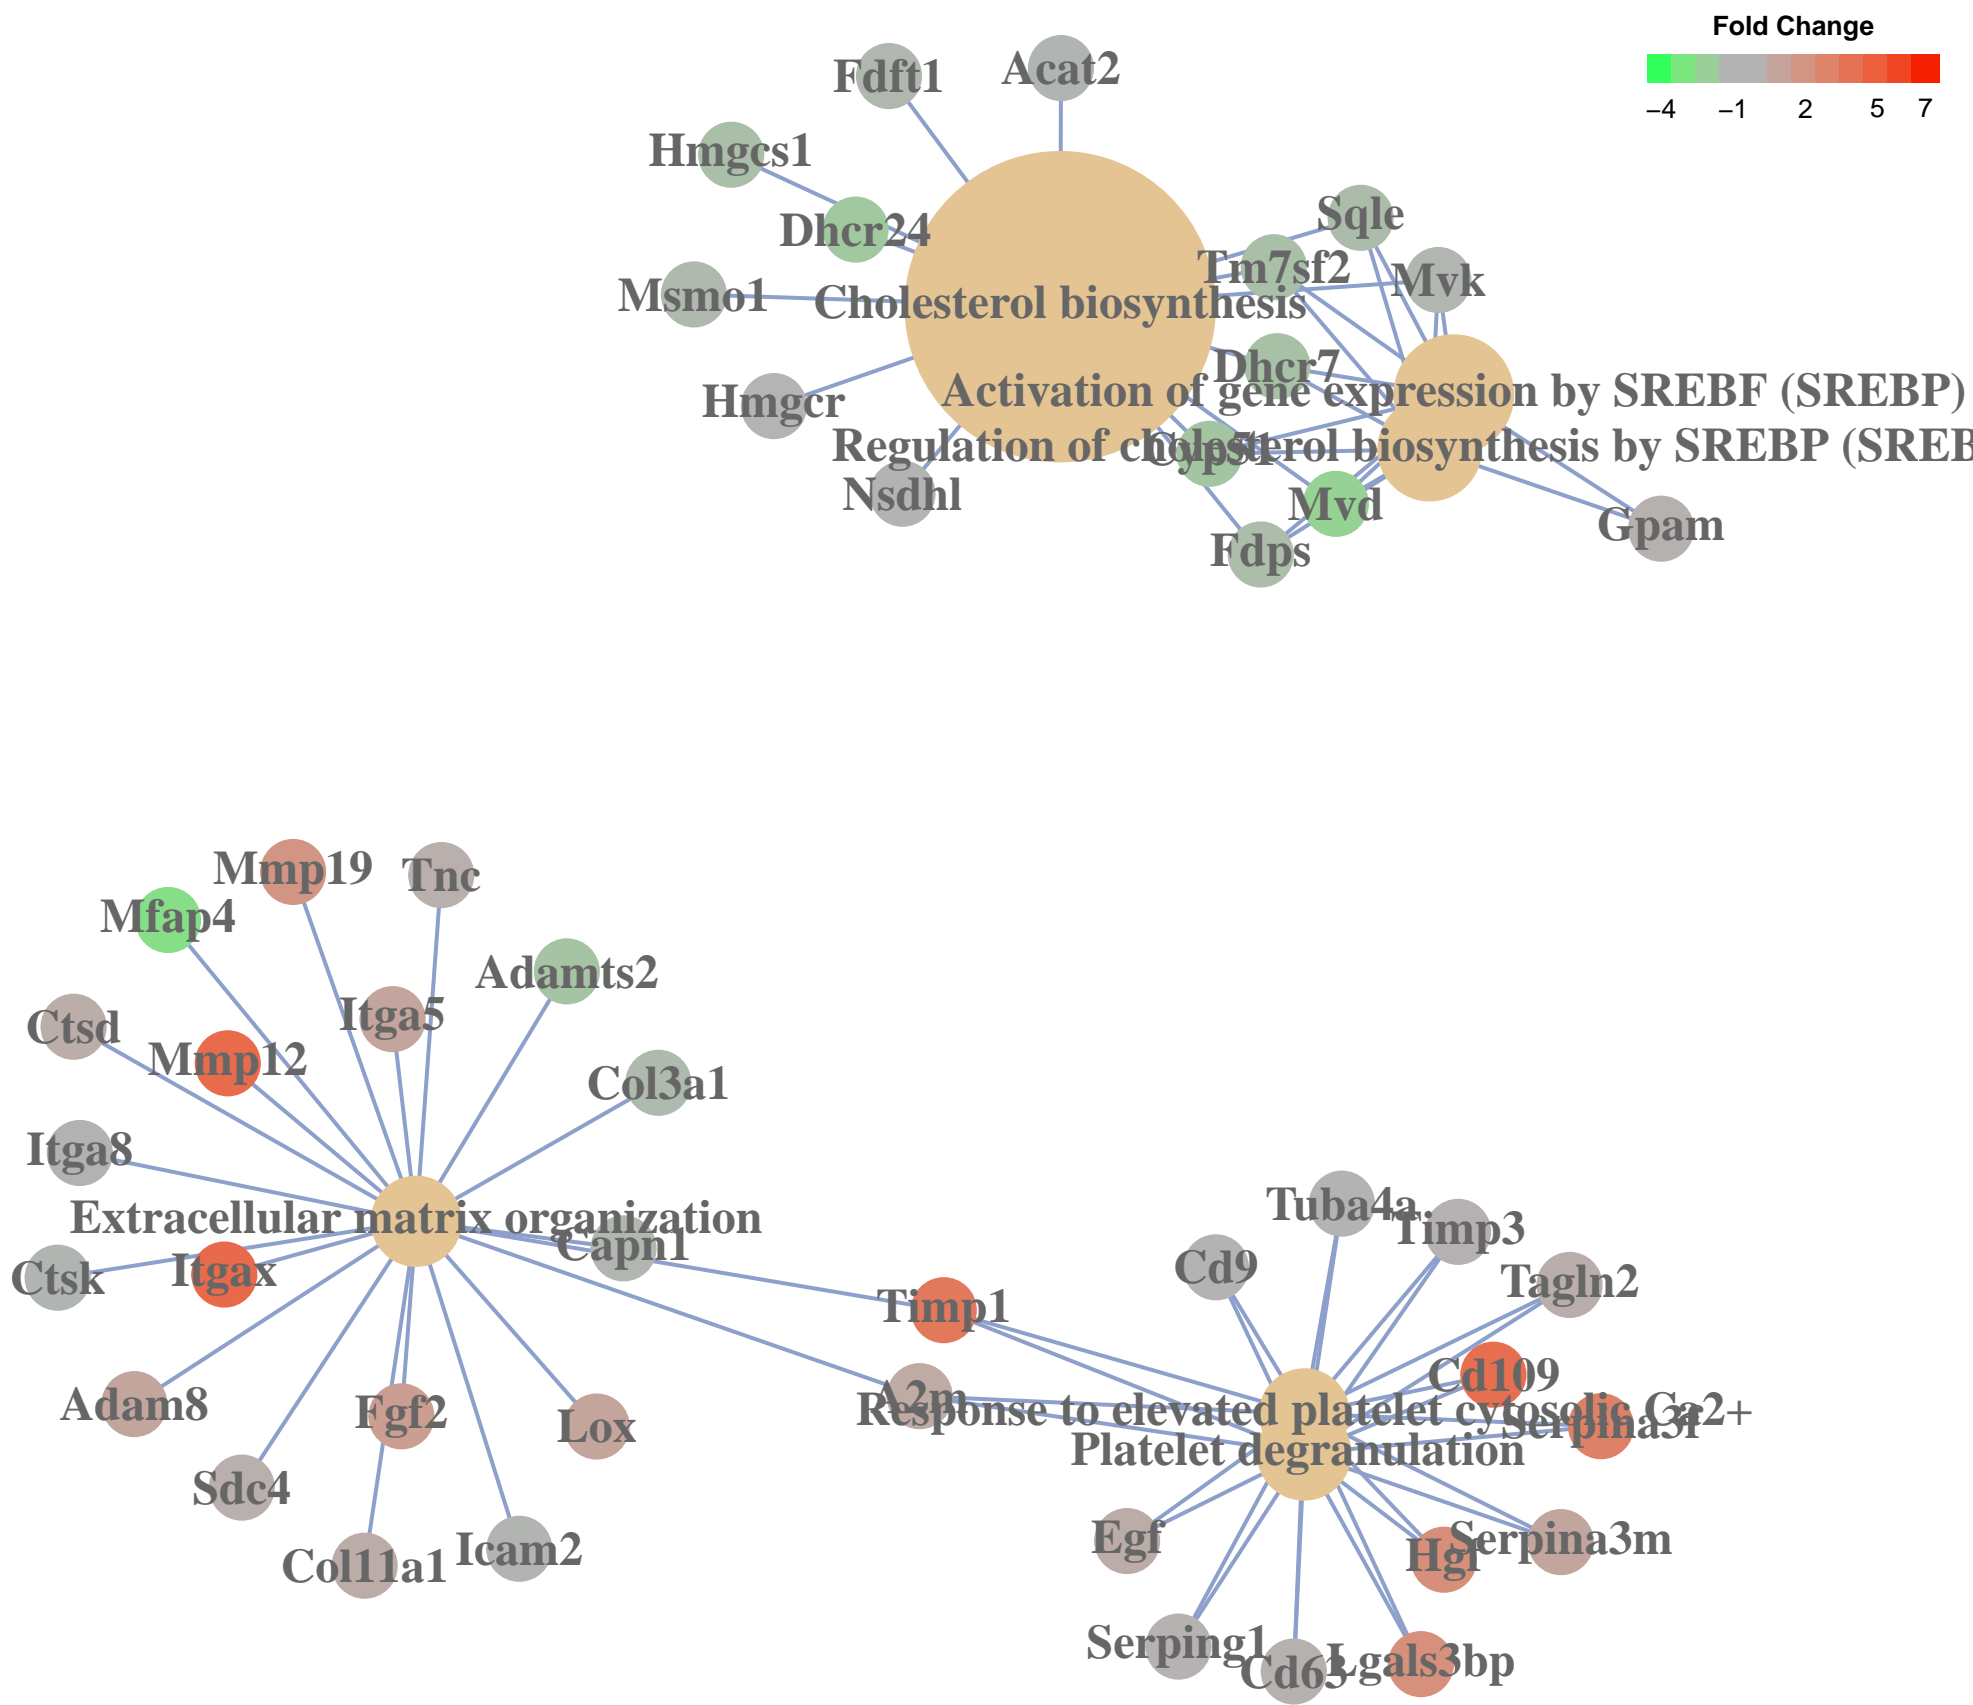 Fold Change
−4 −1 2 5 7
Fdft1
Acat2
Hmgcs1
Dhcr24
Sqle
Tm7sf2
Mvk
Msmo1
Cholesterol biosynthesis
Dhcr7
Activation of gene expression by SREBF (SREBP)
Hmgcr
Regulation of cholesterol biosynthesis by SREBP (SREB
Cyp51
Nsdhl
Mvd
Gpam
Fdps
Mmp19
Tnc
Mfap4
Adamts2
Itga5
Ctsd
Mmp12
Col3a1
Itga8
Extracellular matrix organization
Capn1
Ctsk
Itgax
Tuba4a
Timp3
Cd9
Tagln2
Timp1
Cd109
A2m
Response to elevated platelet cytosolic Ca2+
Serpina3f
Platelet degranulation
Adam8
Fgf2
Lox
Sdc4
Egf
Serpina3m
Hgf
Icam2
Col11a1
Serping1
Cd63
Lgals3bp